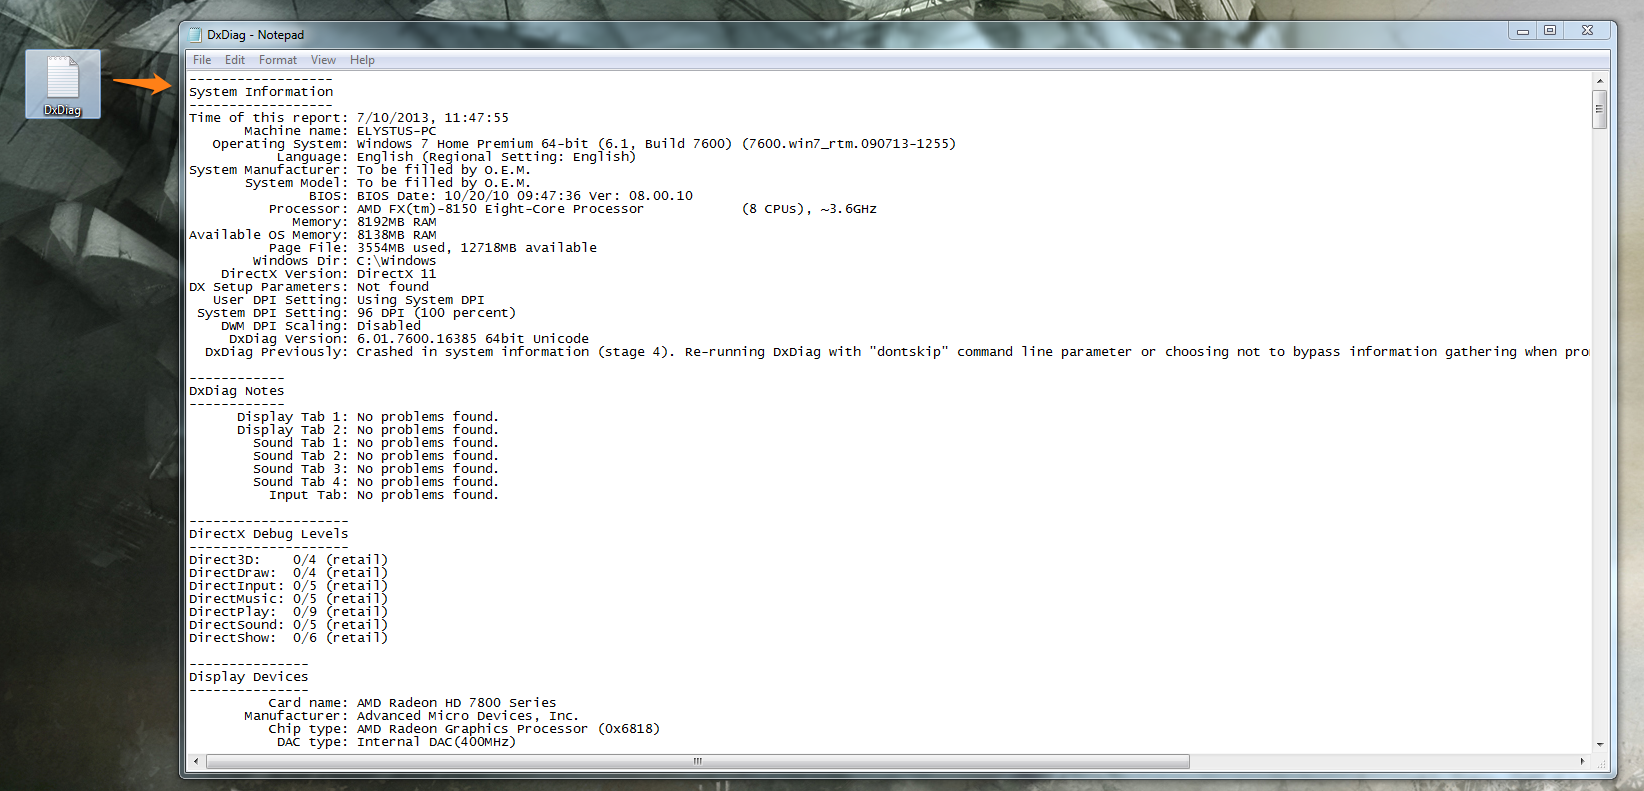 DxDiag
DxDiag - Notepad
File Edit Format View Help
------------------
System Information
------------------
Time of this report: 7/10/2013, 11:47:55
Machine name: ELYSTUS-PC
Operating System: Windows 7 Home Premium 64-bit (6.1, Build 7600) (7600.win7_rtm.090713-1255)
Language: English (Regional Setting: English)
System Manufacturer: To be filled by O.E.M.
System Model: To be filled by O.E.M.
BIOS: BIOS Date: 10/20/10 09:47:36 Ver: 08.00.10
Processor: AMD FX(tm)-8150 Eight-Core Processor (8 CPUs), ~3.6GHz
Memory: 8192MB RAM
Available OS Memory: 8138MB RAM
Page File: 3554MB used, 12718MB available
Windows Dir: C:\Windows
DirectX Version: DirectX 11
DX Setup Parameters: Not found
User DPI Setting: Using System DPI
System DPI Setting: 96 DPI (100 percent)
DWM DPI Scaling: Disabled
DxDiag Version: 6.01.7600.16385 64bit Unicode
DxDiag Previously: Crashed in system information (stage 4). Re-running DxDiag with "dontskip" command line parameter or choosing not to bypass information gathering when pro
------------
DxDiag Notes
------------
Display Tab 1: No problems found.
Display Tab 2: No problems found.
Sound Tab 1: No problems found.
Sound Tab 2: No problems found.
Sound Tab 3: No problems found.
Sound Tab 4: No problems found.
Input Tab: No problems found.
--------------------
DirectX Debug Levels
--------------------
Direct3D: 0/4 (retail)
DirectDraw: 0/4 (retail)
DirectInput: 0/5 (retail)
DirectMusic: 0/5 (retail)
DirectPlay: 0/9 (retail)
DirectSound: 0/5 (retail)
DirectShow: 0/6 (retail)
---------------
Display Devices
---------------
Card name: AMD Radeon HD 7800 Series
Manufacturer: Advanced Micro Devices, Inc.
Chip type: AMD Radeon Graphics Processor (0x6818)
DAC type: Internal DAC(400MHz)